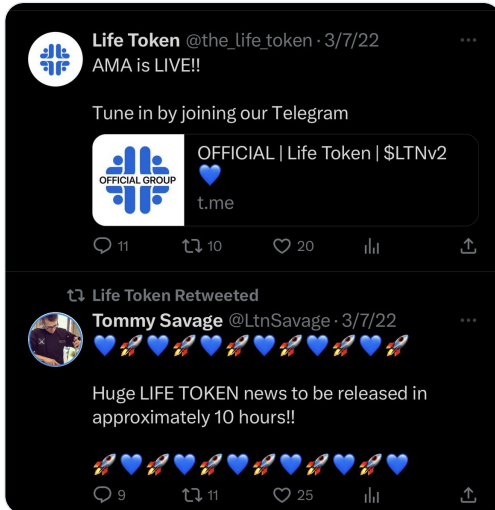 Life Token @the_life_token · 3/7/22
AMA is LIVE!!
Tune in by joining our Telegram
OFFICIAL GROUP
OFFICIAL | Life Token | $LTNv2
💙
t.me
11 10 20
Life Token Retweeted
Tommy Savage @LtnSavage · 3/7/22
💙🚀💙🚀💙🚀💙🚀💙🚀💙🚀
Huge LIFE TOKEN news to be released in
approximately 10 hours!!
🚀💙🚀💙🚀💙🚀💙🚀💙🚀💙
9 11 25